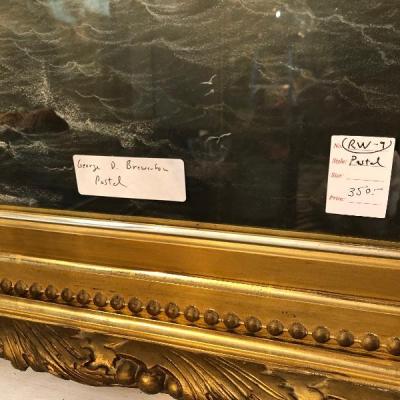 George D. Brewerton
Pastel
No. RW-7
Style: Pastel
Size:
Price: 350.-